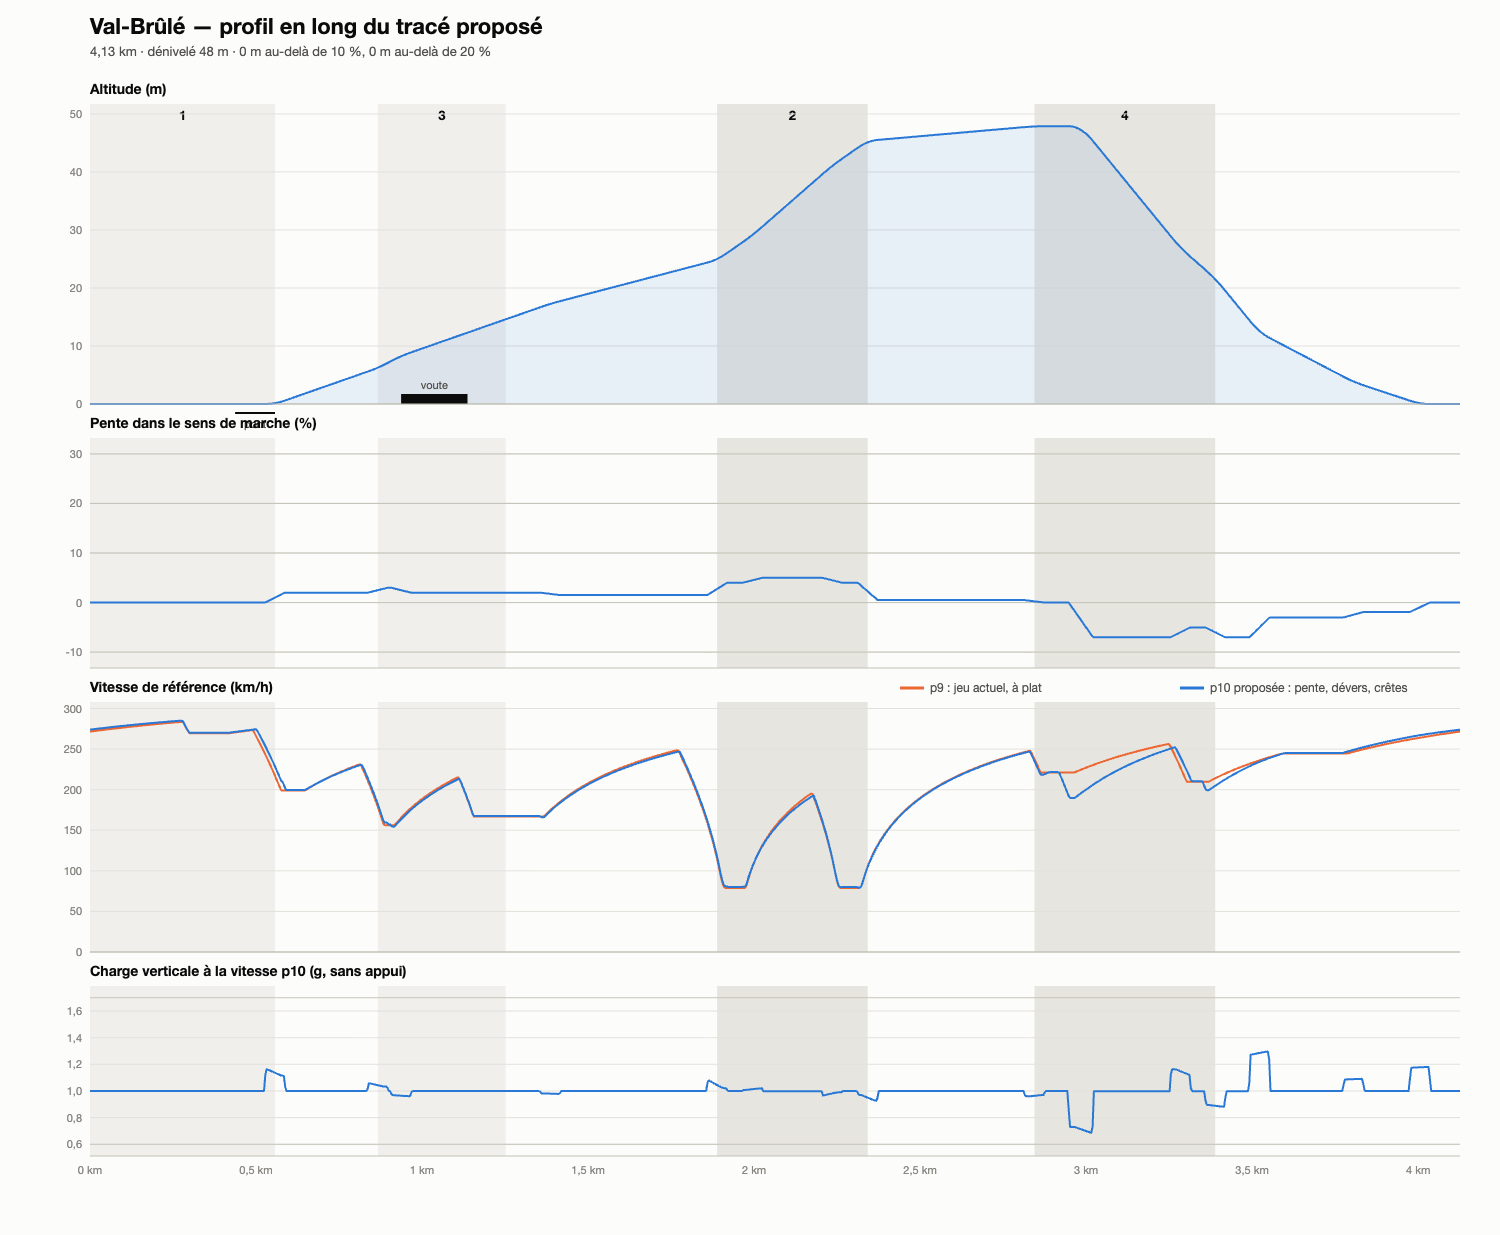 Val-Brûlé — profil en long du tracé proposé
4,13 km · dénivelé 48 m · 0 m au-delà de 10 %, 0 m au-delà de 20 %
Altitude (m)
1
3
2
4
50
40
30
20
10
0
voute
Pente dans le sens de marche (%)
30
20
10
0
-10
Vitesse de référence (km/h)
p9 : jeu actuel, à plat
p10 proposée : pente, dévers, crêtes
300
250
200
150
100
50
0
Charge verticale à la vitesse p10 (g, sans appui)
1,6
1,4
1,2
1,0
0,8
0,6
0 km
0,5 km
1 km
1,5 km
2 km
2,5 km
3 km
3,5 km
4 km